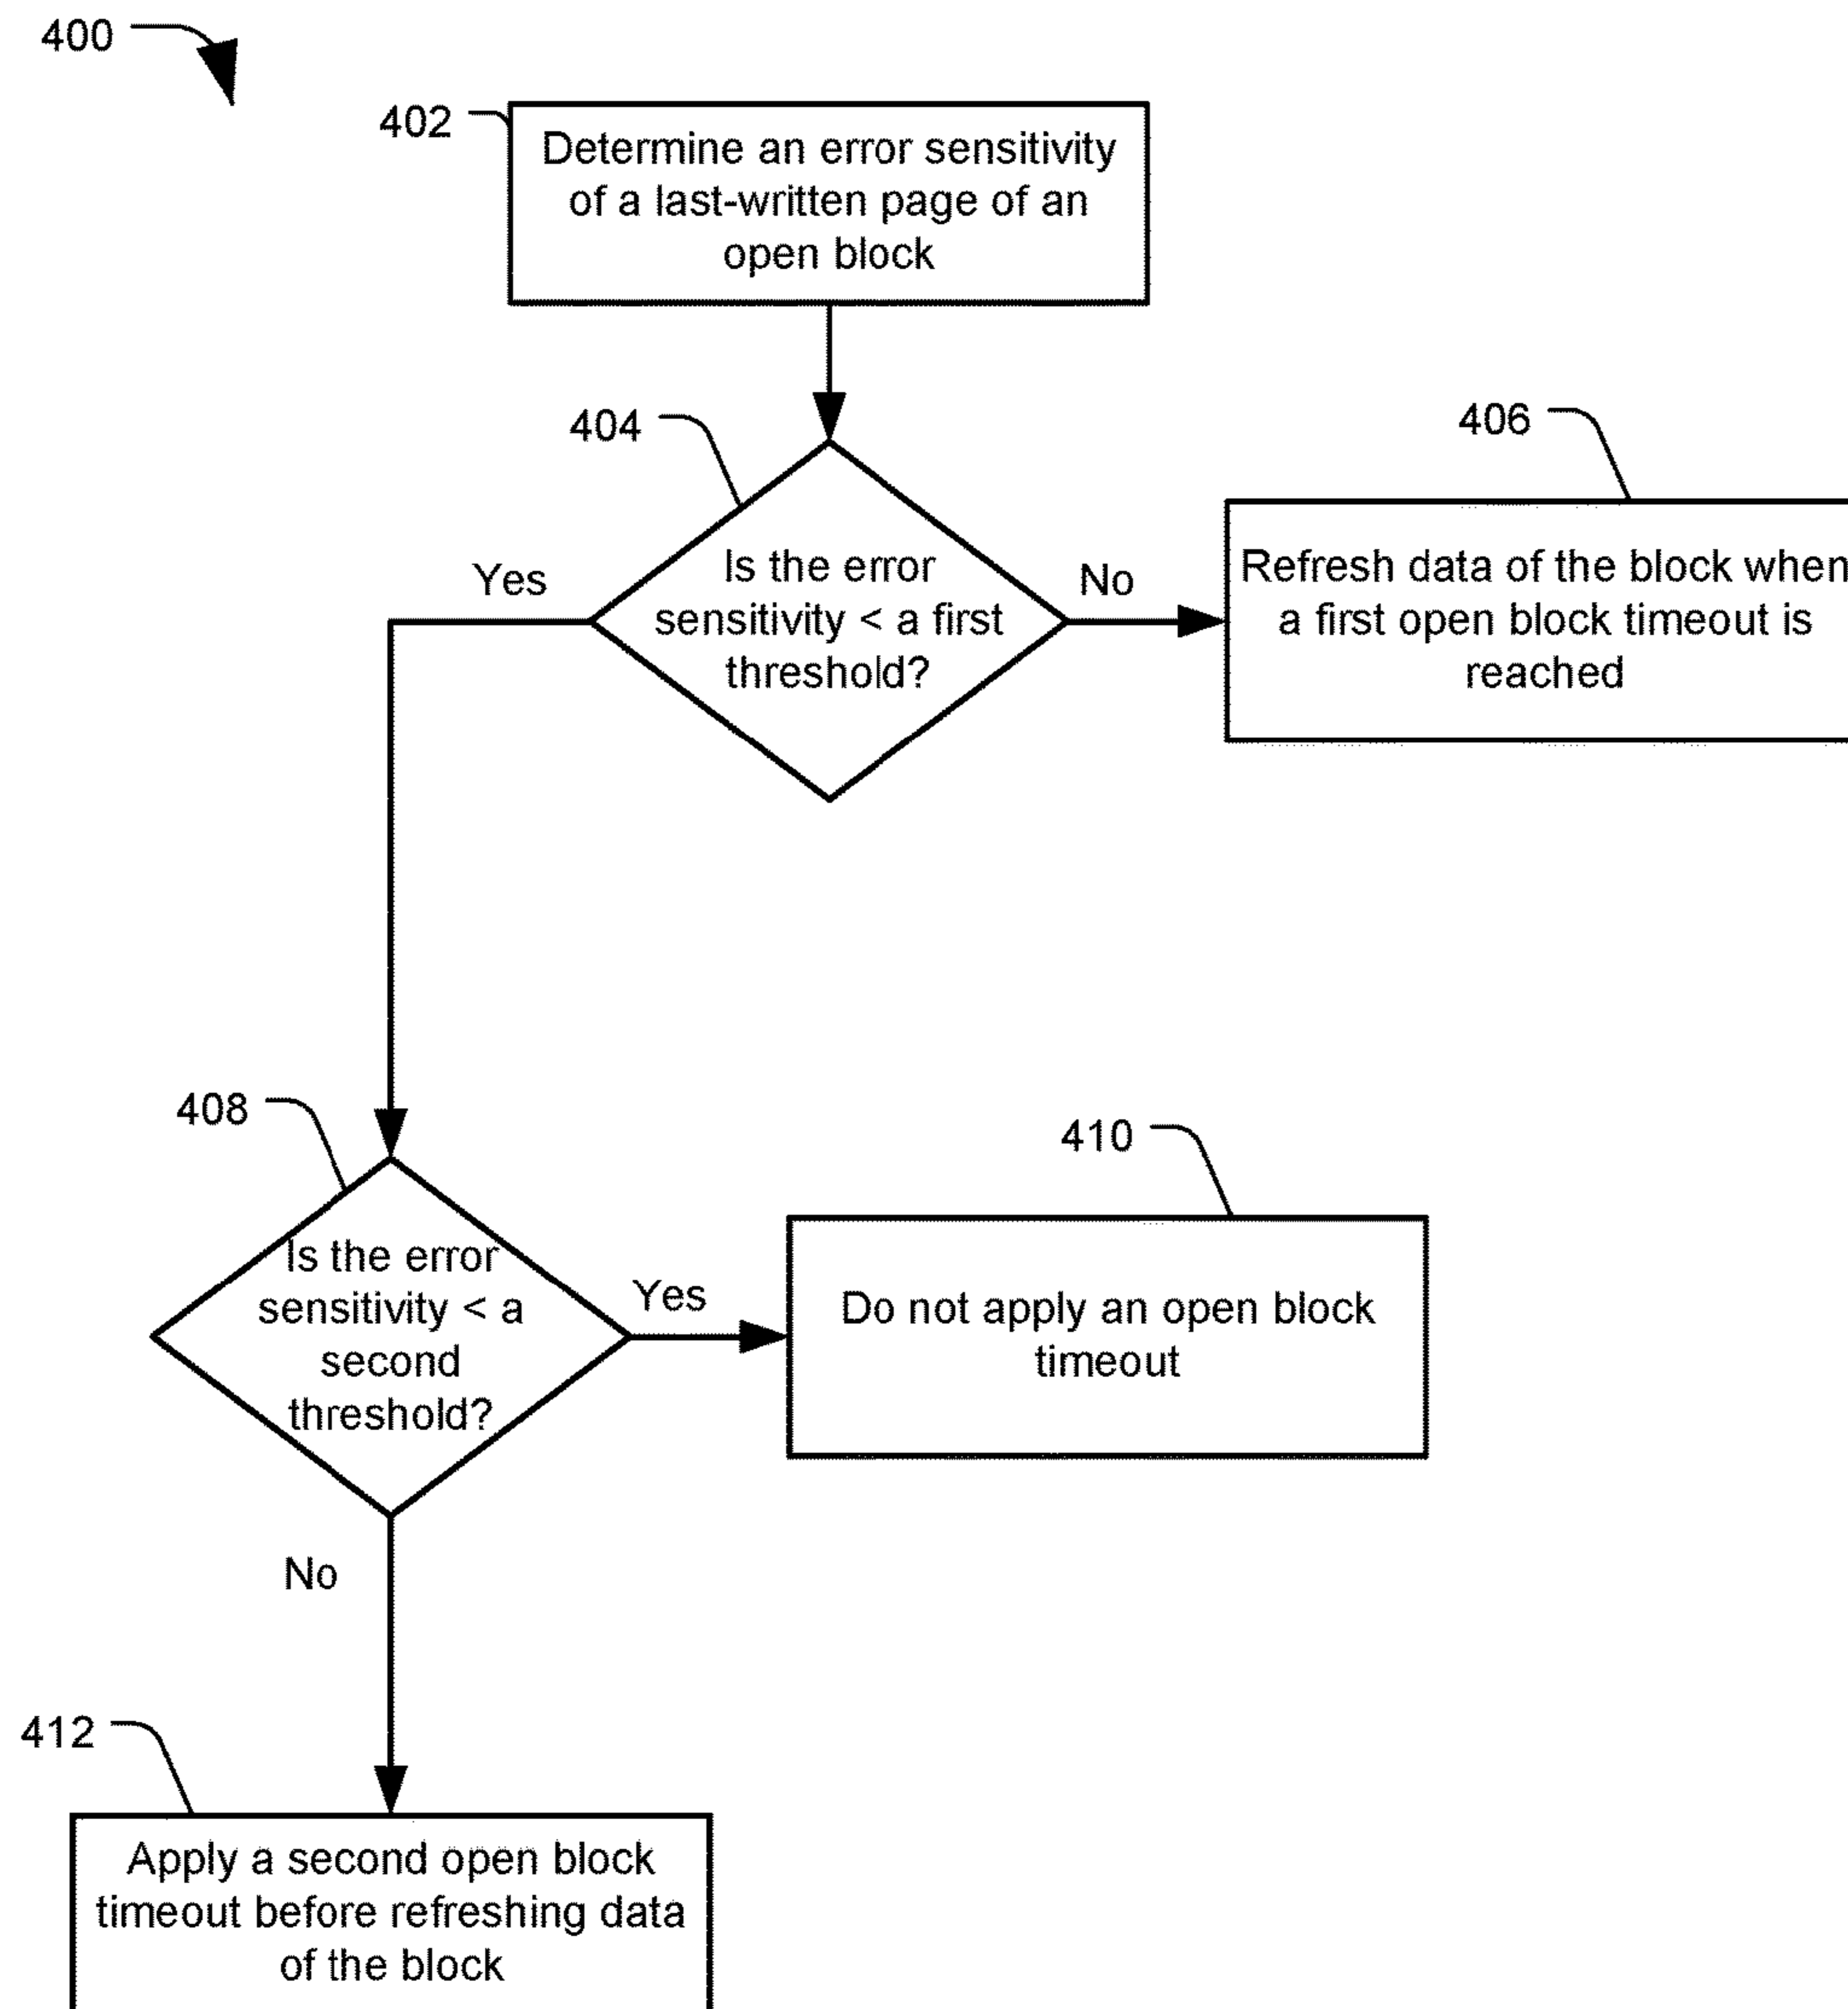 400
402
Determine an error sensitivity
of a last-written page of an
open block
404
Is the error
sensitivity < a first
threshold?
Yes
No
406
Refresh data of the block when
a first open block timeout is
reached
408
Is the error
sensitivity < a
second
threshold?
Yes
No
410
Do not apply an open block
timeout
412
Apply a second open block
timeout before refreshing data
of the block